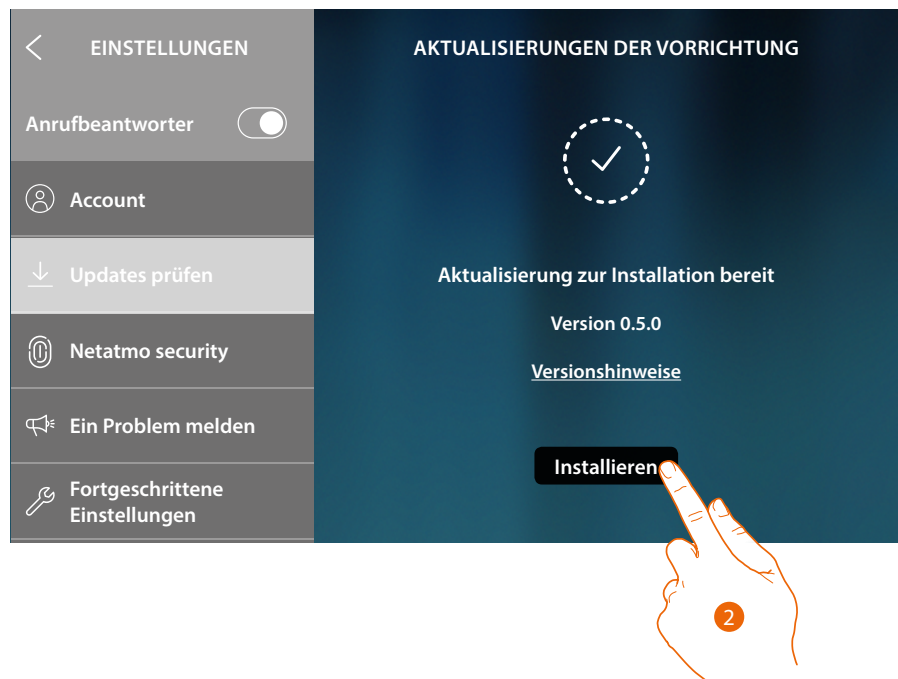 EINSTELLUNGEN
Anrufbeantworter
Account
Updates prüfen
Netatmo security
Ein Problem melden
Fortgeschrittene
Einstellungen
AKTUALISIERUNGEN DER VORRICHTUNG
Aktualisierung zur Installation bereit
Version 0.5.0
Versionshinweise
Installieren
2